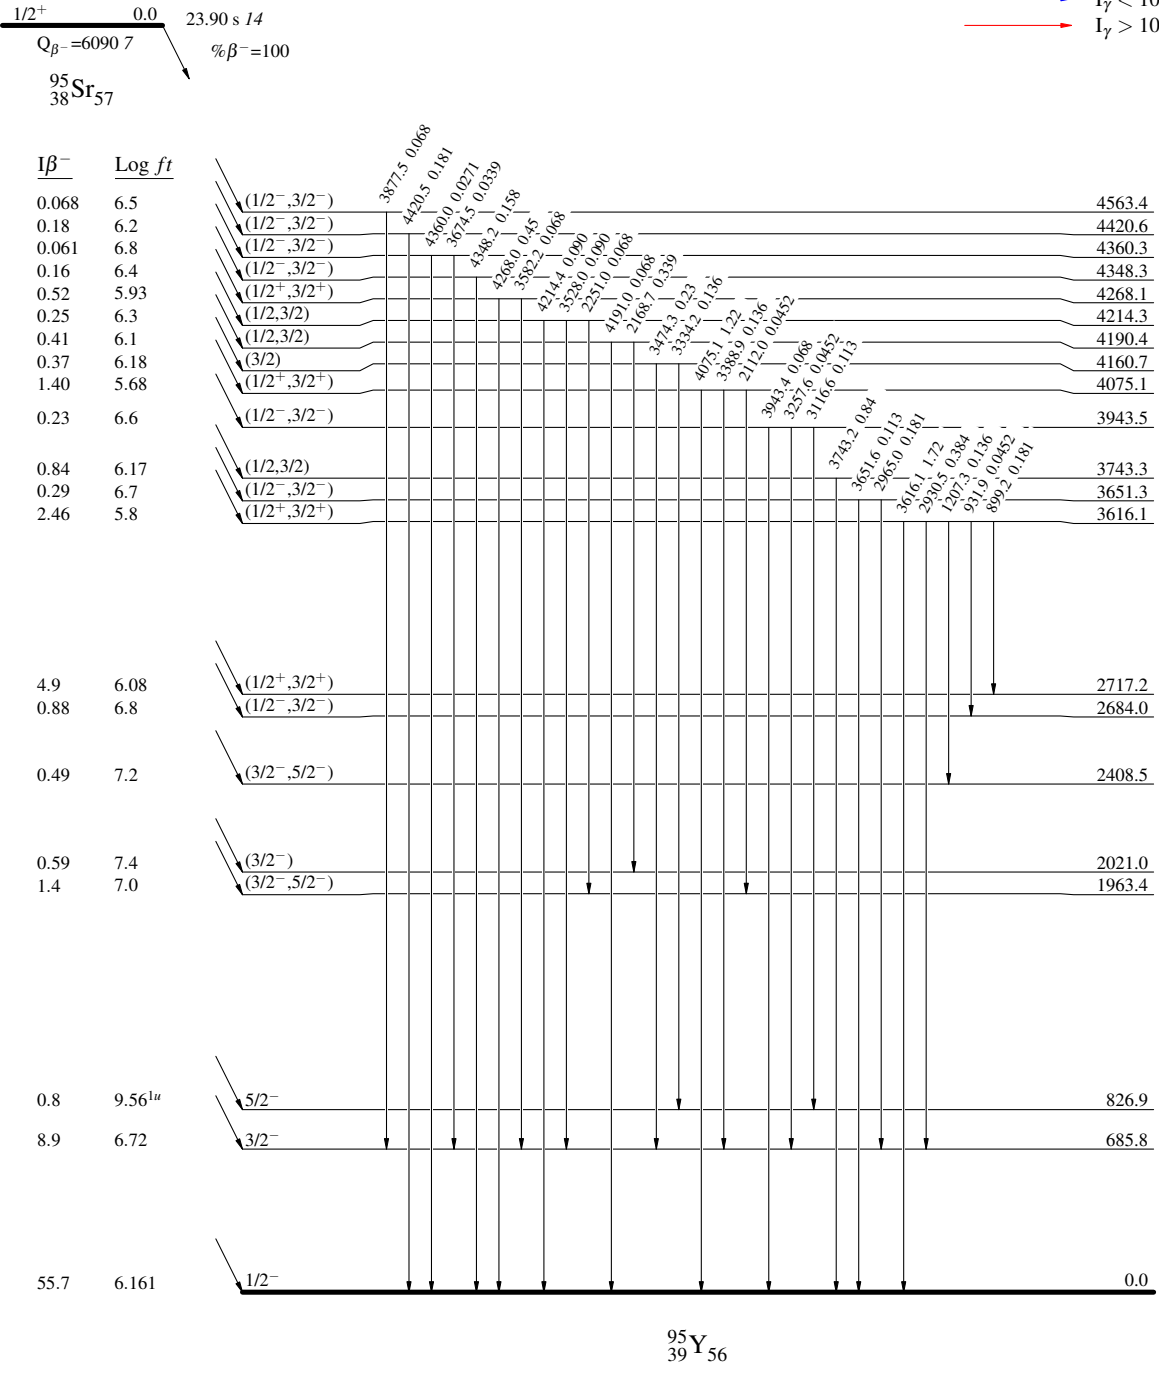 I_γ < 10
1/2⁺ 0.0 23.90 s 14
I_γ > 10
Q_β⁻=6090 7
%β⁻=100
⁹⁵₃₈Sr₅₇
Iβ⁻ Log ft
3877.5 0.068
4420.5 0.181
4360.0 0.0271
3674.5 0.0339
4348.2 0.158
4268.0 0.45
3582.2 0.068
4214.4 0.090
3528.0 0.090
2251.0 0.068
4191.0 0.068
2168.7 0.339
3474.3 0.23
3334.2 0.136
4075.1 1.22
3388.9 0.136
2112.0 0.0452
3943.4 0.068
3257.6 0.0452
3116.6 0.113
3743.2 0.84
3651.6 0.113
2965.0 0.181
3616.1 1.72
2930.5 0.384
1207.3 0.136
931.9 0.0452
899.2 0.181
0.068 6.5 (1/2⁻,3/2⁻) 4563.4
0.18 6.2 (1/2⁻,3/2⁻) 4420.6
0.061 6.8 (1/2⁻,3/2⁻) 4360.3
0.16 6.4 (1/2⁻,3/2⁻) 4348.3
0.52 5.93 (1/2⁺,3/2⁺) 4268.1
0.25 6.3 (1/2,3/2) 4214.3
0.41 6.1 (1/2,3/2) 4190.4
0.37 6.18 (3/2) 4160.7
1.40 5.68 (1/2⁺,3/2⁺) 4075.1
0.23 6.6 (1/2⁻,3/2⁻) 3943.5
0.84 6.17 (1/2,3/2) 3743.3
0.29 6.7 (1/2⁻,3/2⁻) 3651.3
2.46 5.8 (1/2⁺,3/2⁺) 3616.1
4.9 6.08 (1/2⁺,3/2⁺) 2717.2
0.88 6.8 (1/2⁻,3/2⁻) 2684.0
0.49 7.2 (3/2⁻,5/2⁻) 2408.5
0.59 7.4 (3/2⁻) 2021.0
1.4 7.0 (3/2⁻,5/2⁻) 1963.4
0.8 9.56¹ᵘ 5/2⁻ 826.9
8.9 6.72 3/2⁻ 685.8
55.7 6.161 1/2⁻ 0.0
⁹⁵₃₉Y₅₆